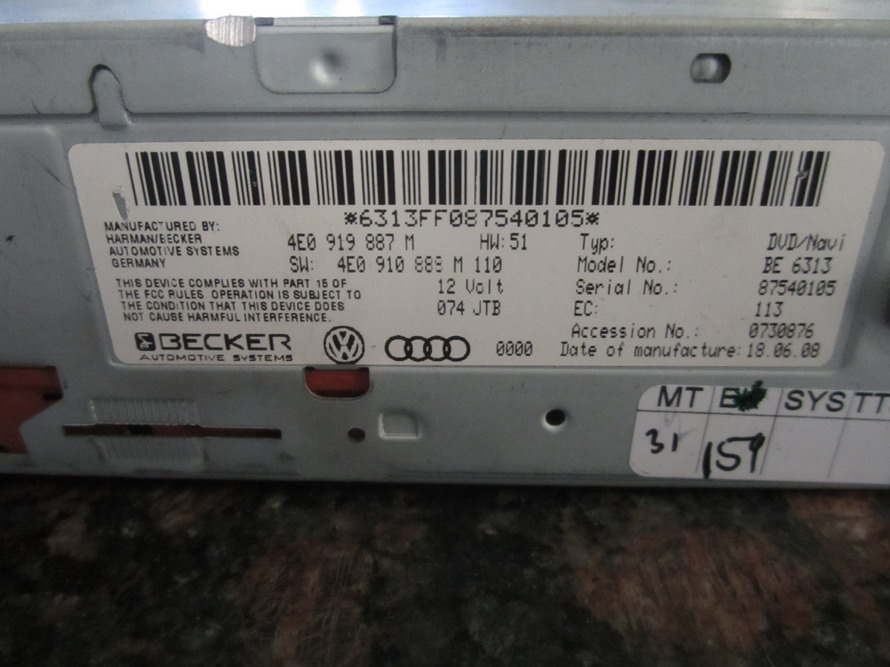 *6313FF087540105*
MANUFACTURED BY:
HARMAN/BECKER
AUTOMOTIVE SYSTEMS
GERMANY
4E0 919 887 M HW:51
SW: 4E0 910 889 M 110
12 Volt
074 JTB
THIS DEVICE COMPLIES WITH PART 15 OF
THE FCC RULES. OPERATION IS SUBJECT TO
THE CONDITION THAT THIS DEVICE DOES
NOT CAUSE HARMFUL INTERFERENCE.
Typ: DVD/Navi
Model No.: BE 6313
Serial No.: 87540105
EC: 113
Accession No.: 0730876
Date of manufacture: 18.06.08
BECKER
AUTOMOTIVE SYSTEMS
0000
MT SYS TT
31 159